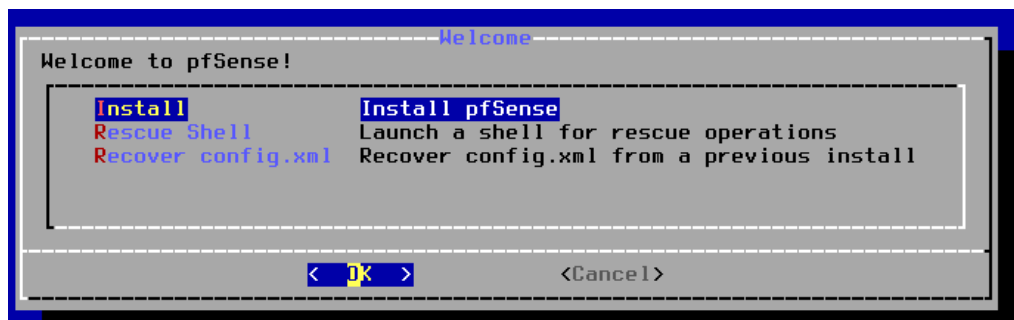 Welcome
Welcome to pfSense!
Install Install pfSense
Rescue Shell Launch a shell for rescue operations
Recover config.xml Recover config.xml from a previous install
< OK > <Cancel>